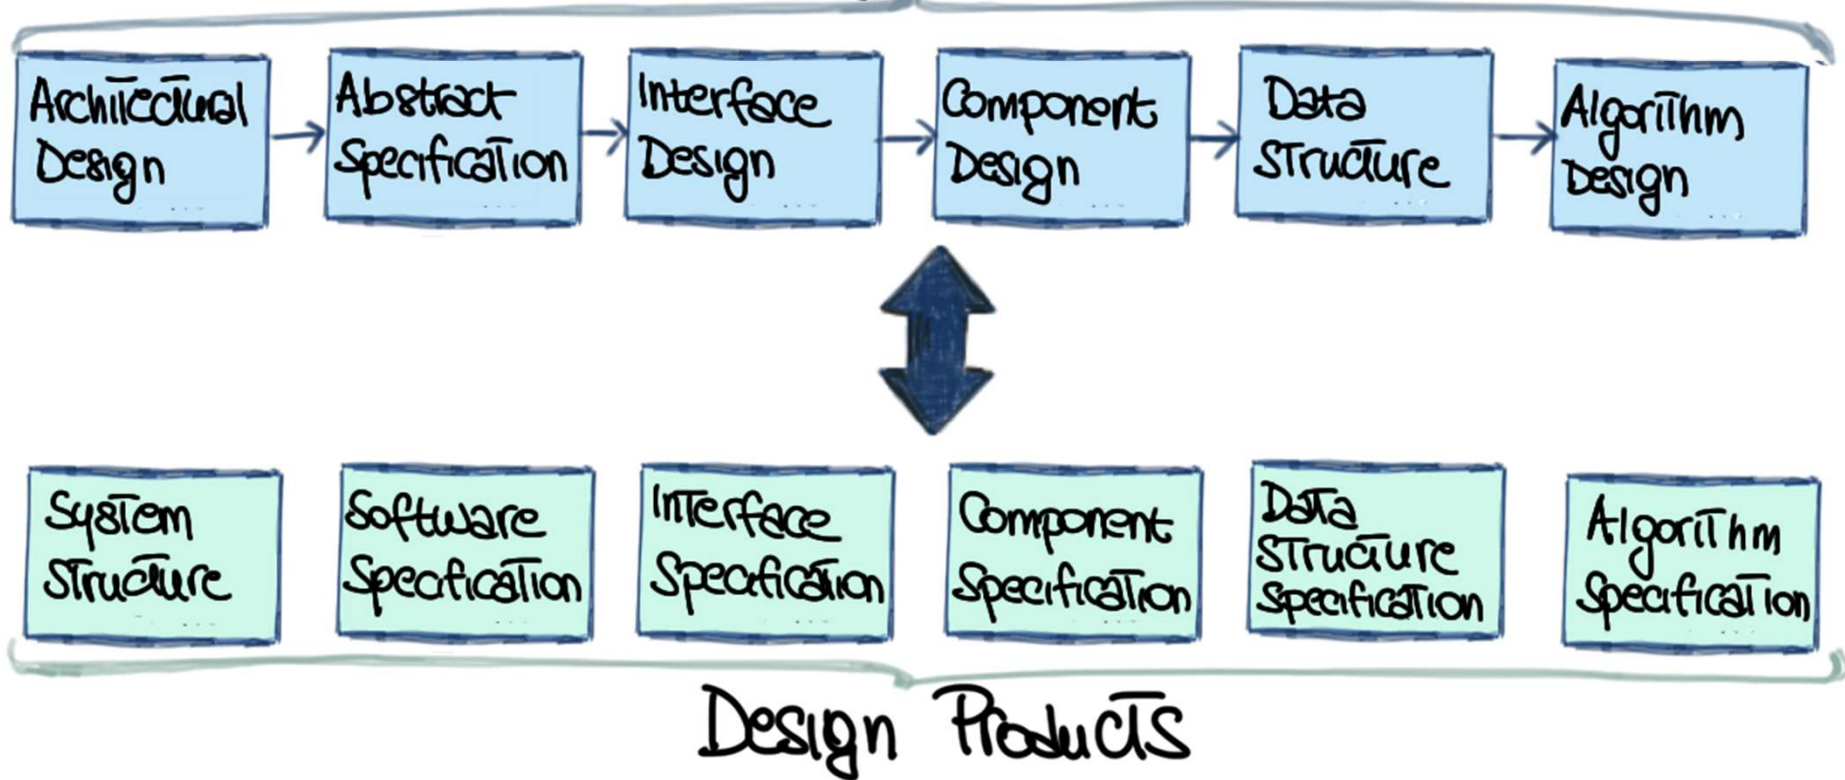 Architectural
Design
Abstract
Specification
Interface
Design
Component
Design
Data
Structure
Algorithm
Design
System
Structure
Software
Specification
Interface
Specification
Component
Specification
Data
Structure
Specification
Algorithm
Specification
Design Products